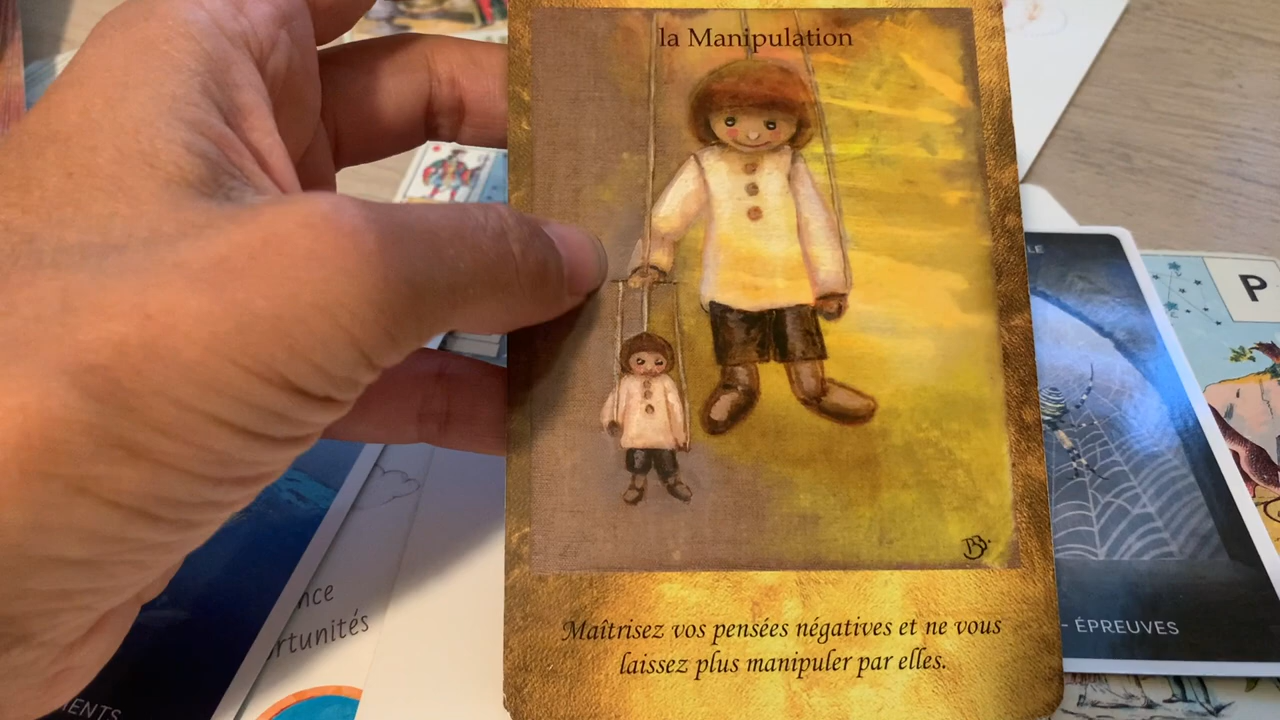 la Manipulation
Maîtrisez vos pensées négatives et ne vous
laissez plus manipuler par elles.
P
- ÉPREUVES